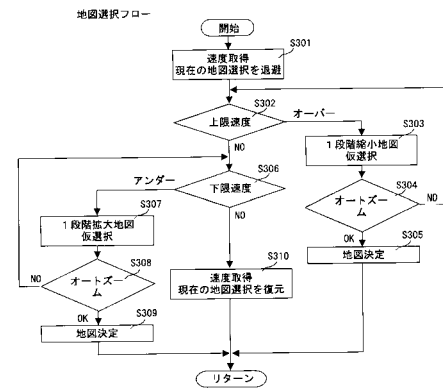 地図選択フロー
開始
S301
速度取得
現在の地図選択を退避
S302
上限速度
オーバー
NO
S303
1段階縮小地図
仮選択
S304
オートズー
ム
NO
OK
S305
地図決定
S306
下限速度
アンダー
NO
S307
1段階拡大地図
仮選択
S308
オートズー
ム
NO
OK
S309
地図決定
S310
速度取得
現在の地図選択を復元
リターン